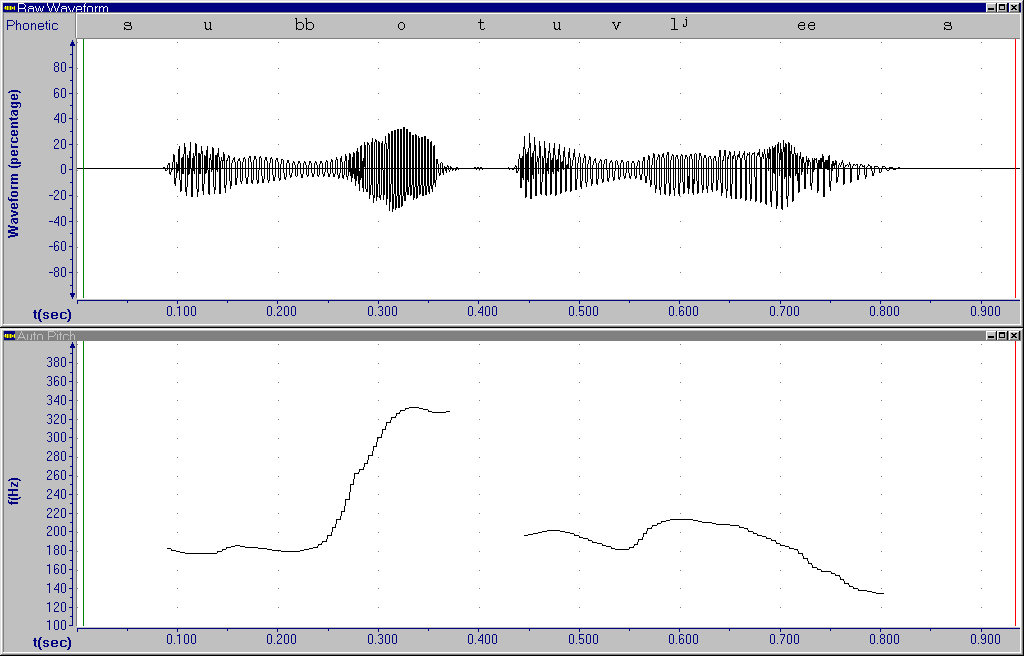 Raw Waveform
Phonetic s u bb o t u v lʲ ee s
Waveform (percentage)
80
60
40
20
0
-20
-40
-60
-80
0.100 0.200 0.300 0.400 0.500 0.600 0.700 0.800 0.900
t(sec)
Auto Pitch
f(Hz)
380
360
340
320
300
280
260
240
220
200
180
160
140
120
100
0.100 0.200 0.300 0.400 0.500 0.600 0.700 0.800 0.900
t(sec)